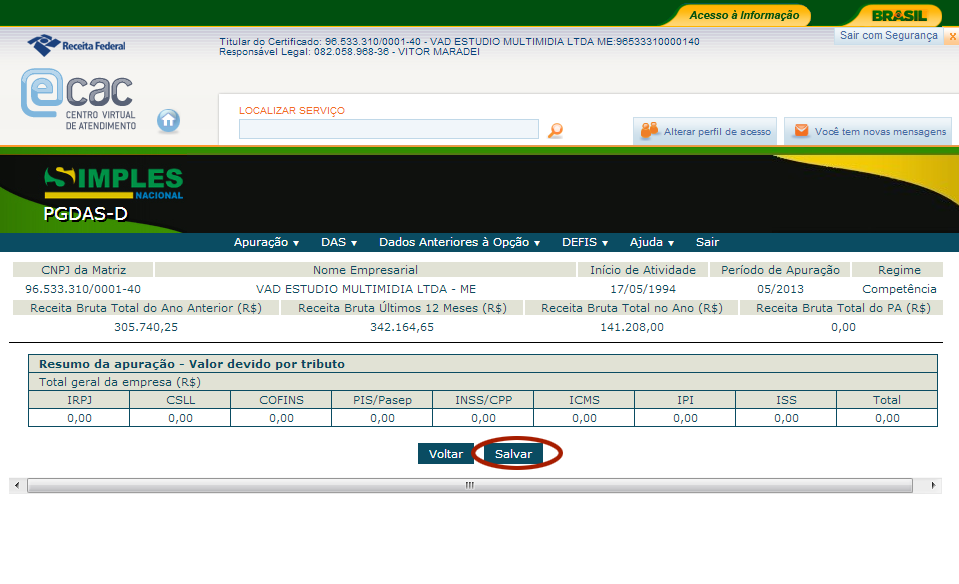 Acesso à Informação
BRASIL
Sair com Segurança x
Receita Federal
Titular do Certificado: 96.533.310/0001-40 - VAD ESTUDIO MULTIMIDIA LTDA ME:96533310000140
Responsável Legal: 082.058.968-36 - VITOR MARADEI
e cac
CENTRO VIRTUAL
DE ATENDIMENTO
LOCALIZAR SERVIÇO
Alterar perfil de acesso
Você tem novas mensagens
SIMPLES
NACIONAL
PGDAS-D
Apuração DAS Dados Anteriores à Opção DEFIS Ajuda Sair
CNPJ da Matriz Nome Empresarial Início de Atividade Período de Apuração Regime
96.533.310/0001-40 VAD ESTUDIO MULTIMIDIA LTDA - ME 17/05/1994 05/2013 Competência
Receita Bruta Total do Ano Anterior (R$) Receita Bruta Últimos 12 Meses (R$) Receita Bruta Total no Ano (R$) Receita Bruta Total do PA (R$)
305.740,25 342.164,65 141.208,00 0,00
Resumo da apuração - Valor devido por tributo
Total geral da empresa (R$)
IRPJ CSLL COFINS PIS/Pasep INSS/CPP ICMS IPI ISS Total
0,00 0,00 0,00 0,00 0,00 0,00 0,00 0,00 0,00
Voltar Salvar